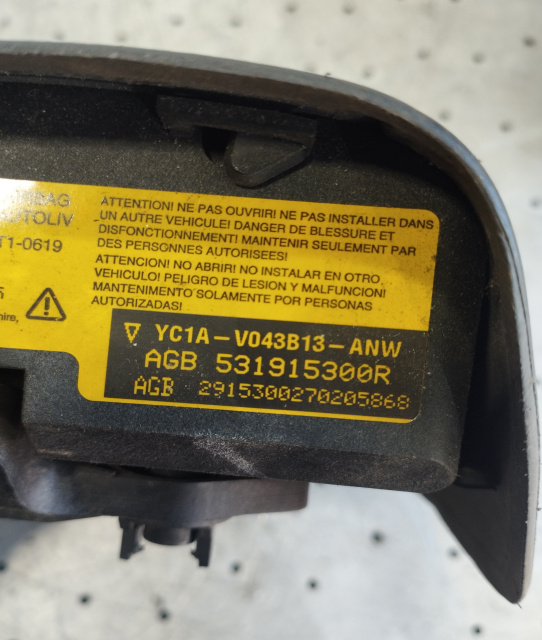 BAG
TOLIV
T1-0619
ATTENTION! NE PAS OUVRIR! NE PAS INSTALLER DANS
UN AUTRE VEHICULE! DANGER DE BLESSURE ET
DISFONCTIONNEMENT! MAINTENIR SEULEMENT PAR
DES PERSONNES AUTORISEES!
ATTENCION! NO ABRIR! NO INSTALAR EN OTRO
VEHICULO! PELIGRO DE LESION Y MALFUNCION!
MANTENIMENTO SOLAMENTE POR PERSONAS
AUTORIZADAS!
YC1A-V043B13-ANW
AGB 531915300R
AGB 2915300270205868